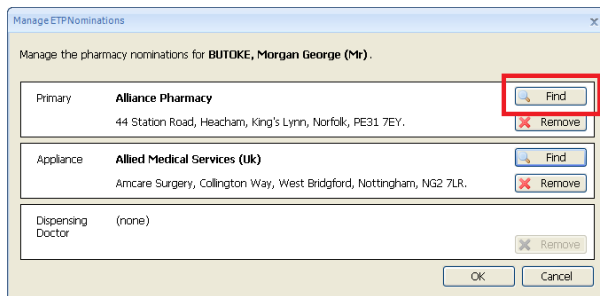 Manage ETPNominations
x
Manage the pharmacy nominations for BUTOKE, Morgan George (Mr) .
Primary Alliance Pharmacy Find
44 Station Road, Heacham, King's Lynn, Norfolk, PE31 7EY. Remove
Appliance Allied Medical Services (Uk) Find
Amcare Surgery, Collington Way, West Bridgford, Nottingham, NG2 7LR. Remove
Dispensing (none)
Doctor
Remove
OK Cancel